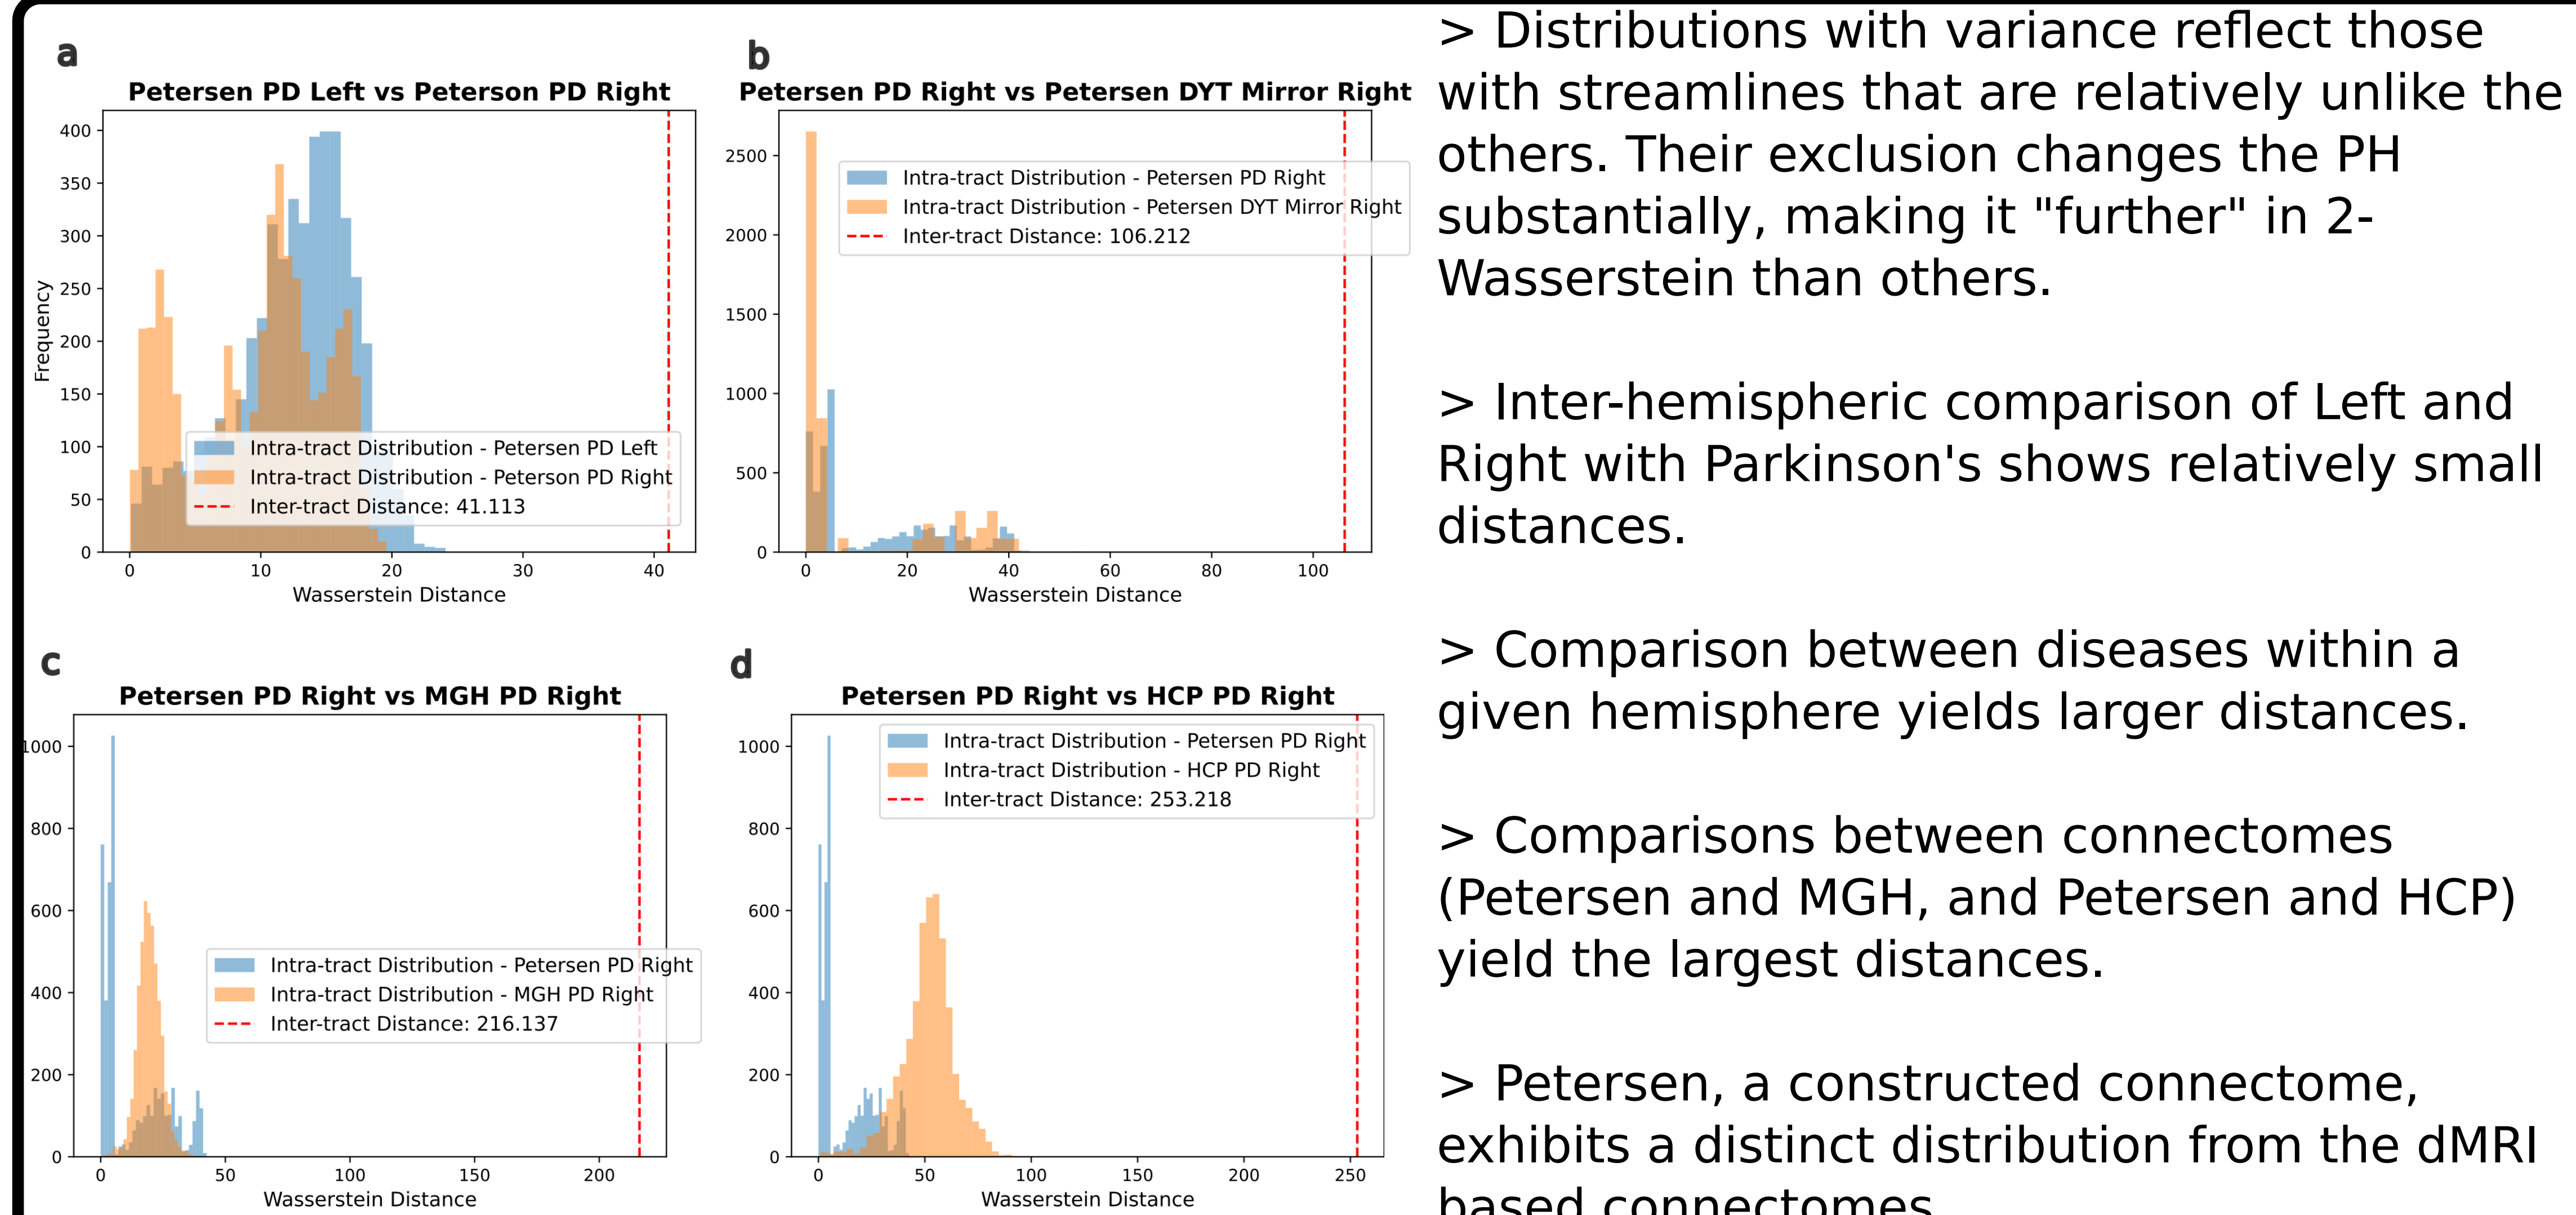 a
Petersen PD Left vs Peterson PD Right
Frequency
400
350
300
250
200
150
100
50
0
Intra-tract Distribution - Petersen PD Left
Intra-tract Distribution - Peterson PD Right
Inter-tract Distance: 41.113
0 10 20 30 40
Wasserstein Distance
b
Petersen PD Right vs Petersen DYT Mirror Right
2500
2000
1500
1000
500
0
Intra-tract Distribution - Petersen PD Right
Intra-tract Distribution - Petersen DYT Mirror Right
Inter-tract Distance: 106.212
0 20 40 60 80 100
Wasserstein Distance
c
Petersen PD Right vs MGH PD Right
1000
800
600
400
200
0
Intra-tract Distribution - Petersen PD Right
Intra-tract Distribution - MGH PD Right
Inter-tract Distance: 216.137
0 50 100 150 200
Wasserstein Distance
d
Petersen PD Right vs HCP PD Right
1000
800
600
400
200
0
Intra-tract Distribution - Petersen PD Right
Intra-tract Distribution - HCP PD Right
Inter-tract Distance: 253.218
0 50 100 150 200 250
Wasserstein Distance
> Distributions with variance reflect those
with streamlines that are relatively unlike the
others. Their exclusion changes the PH
substantially, making it "further" in 2-
Wasserstein than others.
> Inter-hemispheric comparison of Left and
Right with Parkinson's shows relatively small
distances.
> Comparison between diseases within a
given hemisphere yields larger distances.
> Comparisons between connectomes
(Petersen and MGH, and Petersen and HCP)
yield the largest distances.
> Petersen, a constructed connectome,
exhibits a distinct distribution from the dMRI
based connectomes